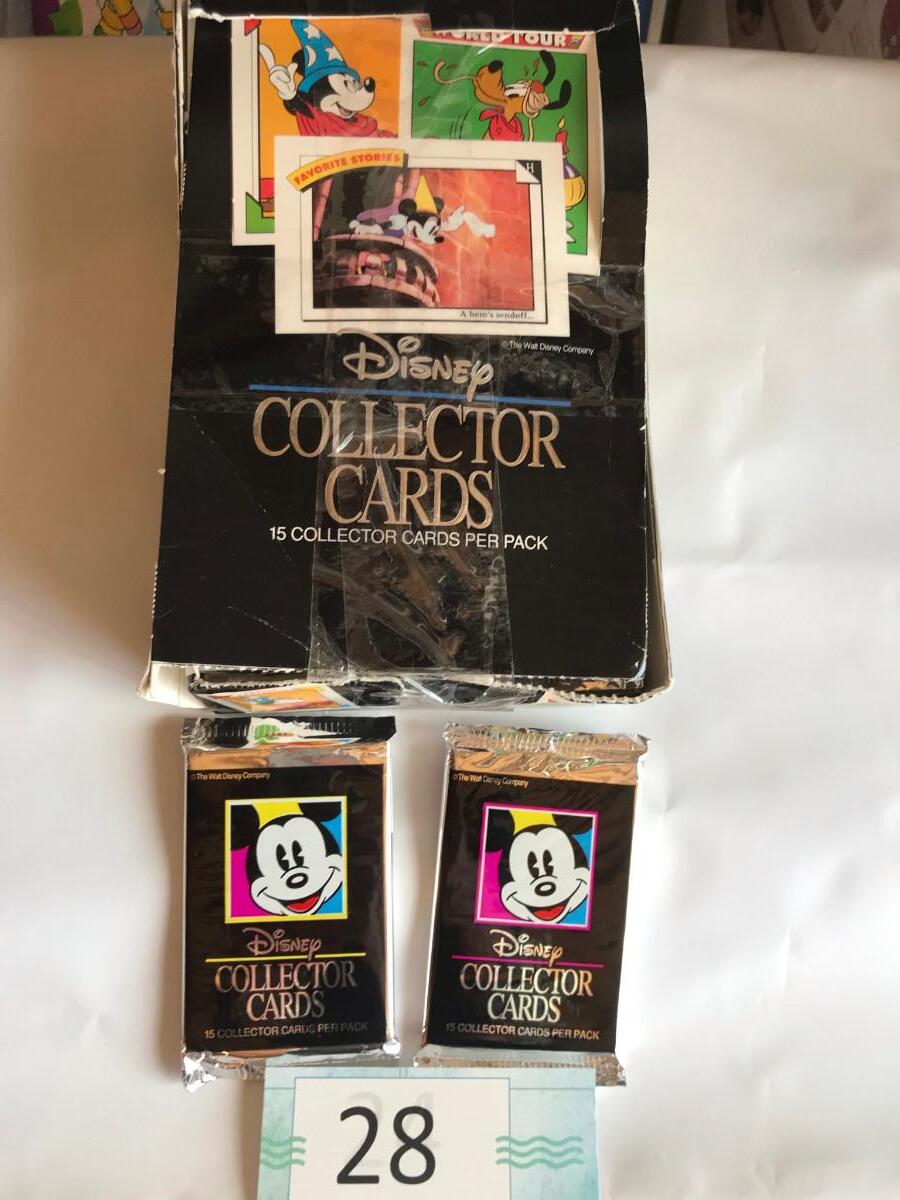 WORLD TOUR
FAVORITE STORIES
H
A hero's sendoff...
© The Walt Disney Company
Disney
COLLECTOR
CARDS
15 COLLECTOR CARDS PER PACK
© The Walt Disney Company
Disney
COLLECTOR
CARDS
15 COLLECTOR CARDS PER PACK
© The Walt Disney Company
Disney
COLLECTOR
CARDS
15 COLLECTOR CARDS PER PACK
28